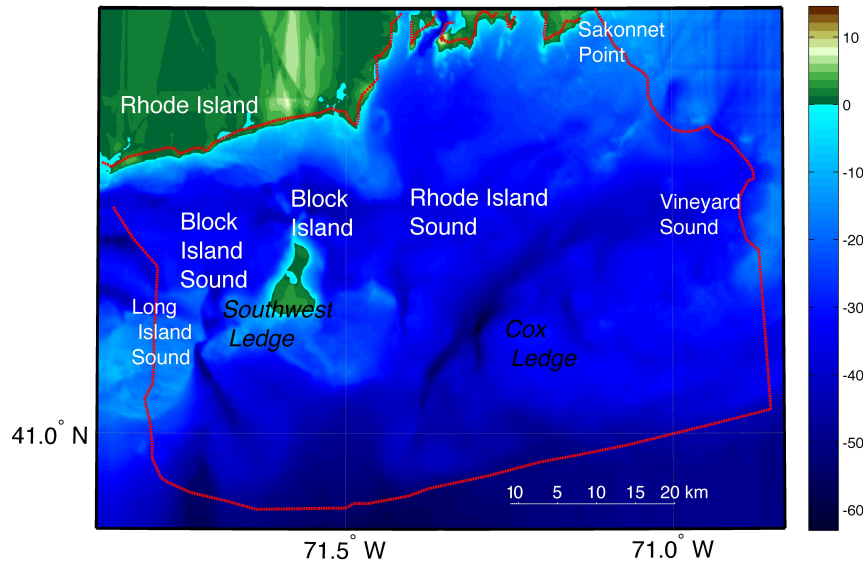 Sakonnet
Point
Rhode Island
Block
Island
Rhode Island
Sound
Vineyard
Sound
Block
Island
Sound
Long
Island
Sound
Southwest
Ledge
Cox
Ledge
41.0° N
10 5 10 15 20 km
71.5° W
71.0° W
10
0
-10
-20
-30
-40
-50
-60